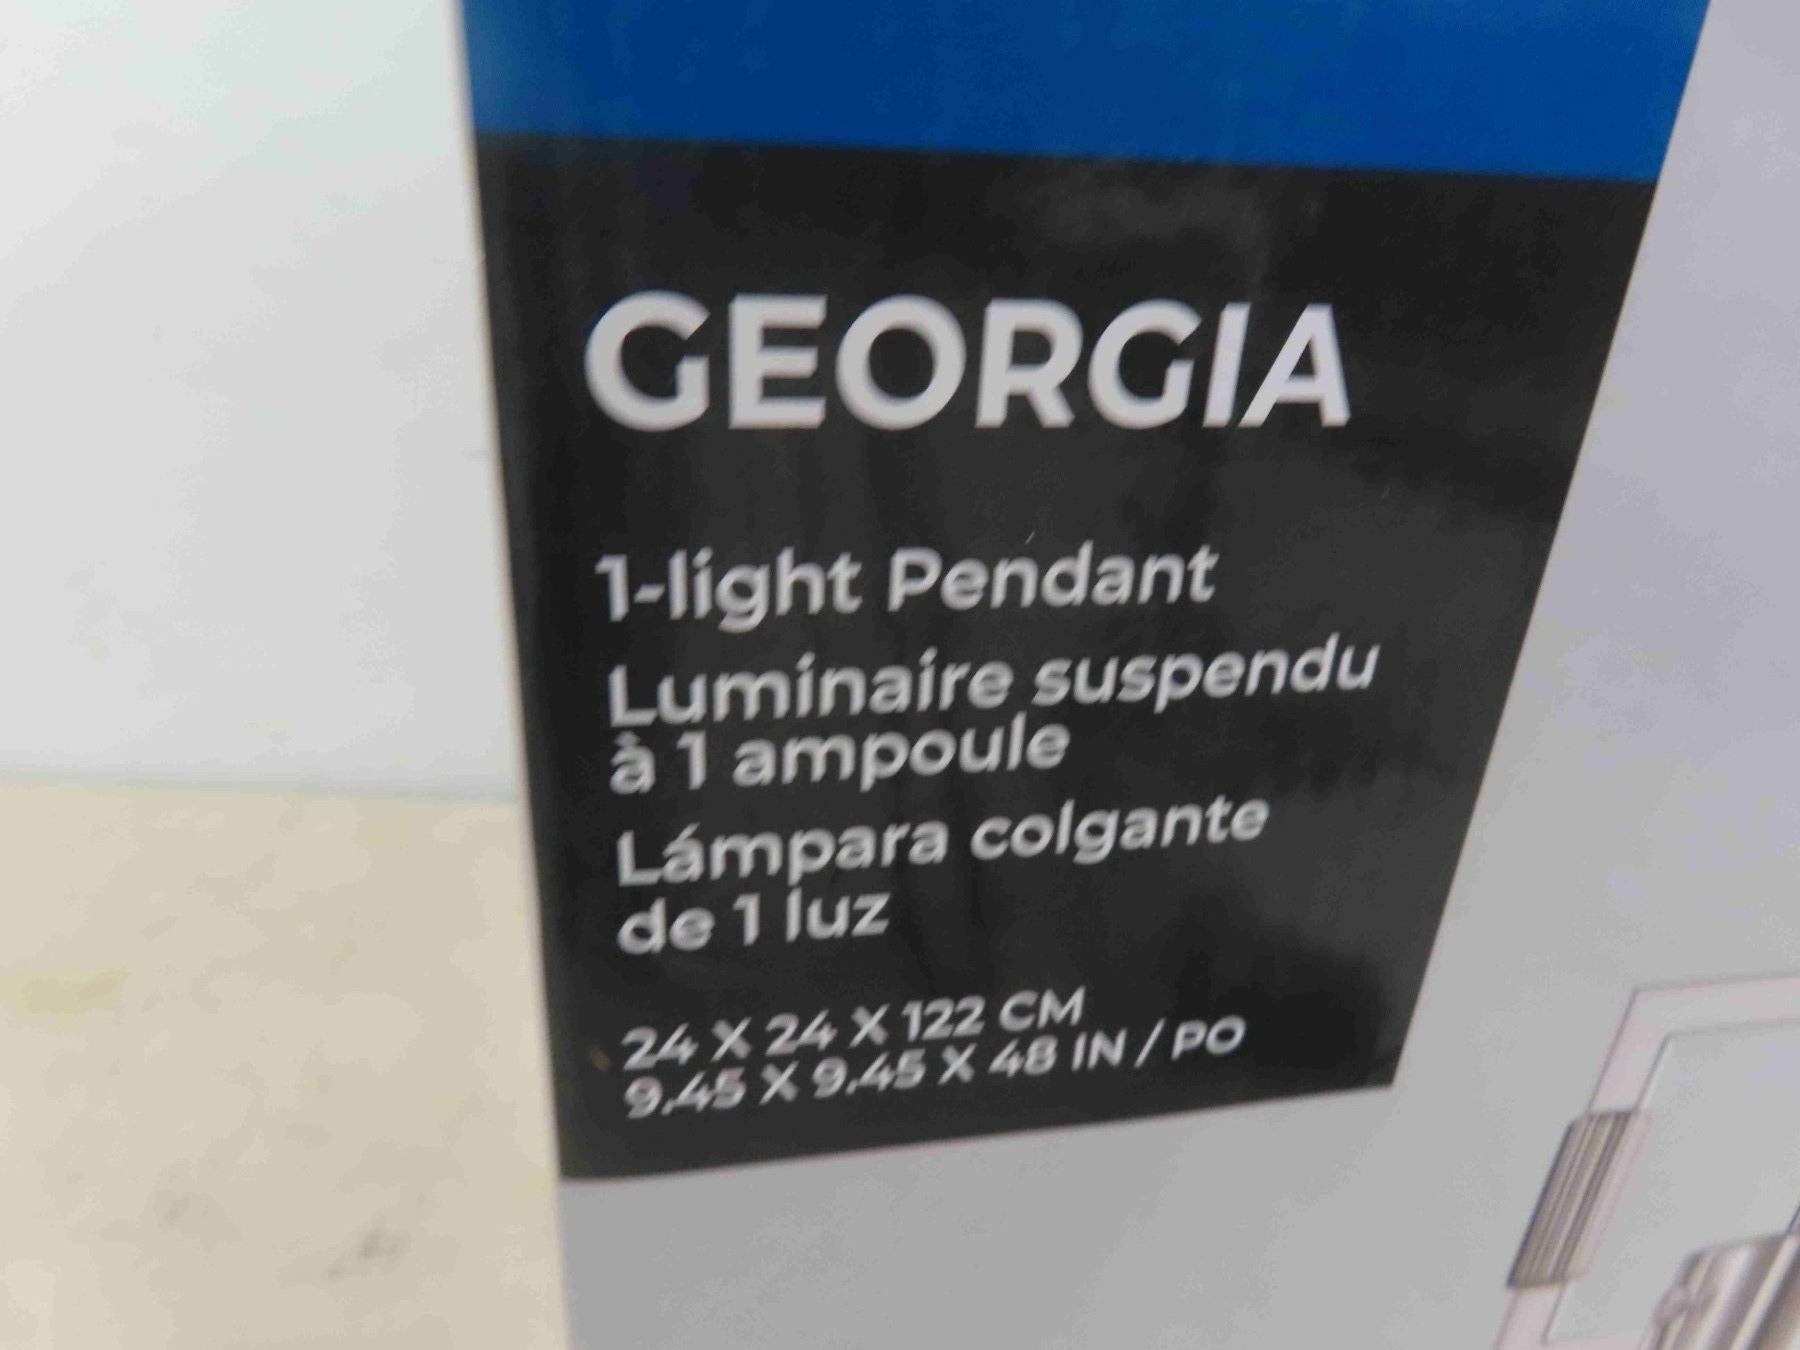 GEORGIA
1-light Pendant
Luminaire suspendu
à 1 ampoule
Lámpara colgante
de 1 luz
24 X 24 X 122 CM
9.45 X 9.45 X 48 IN / PO